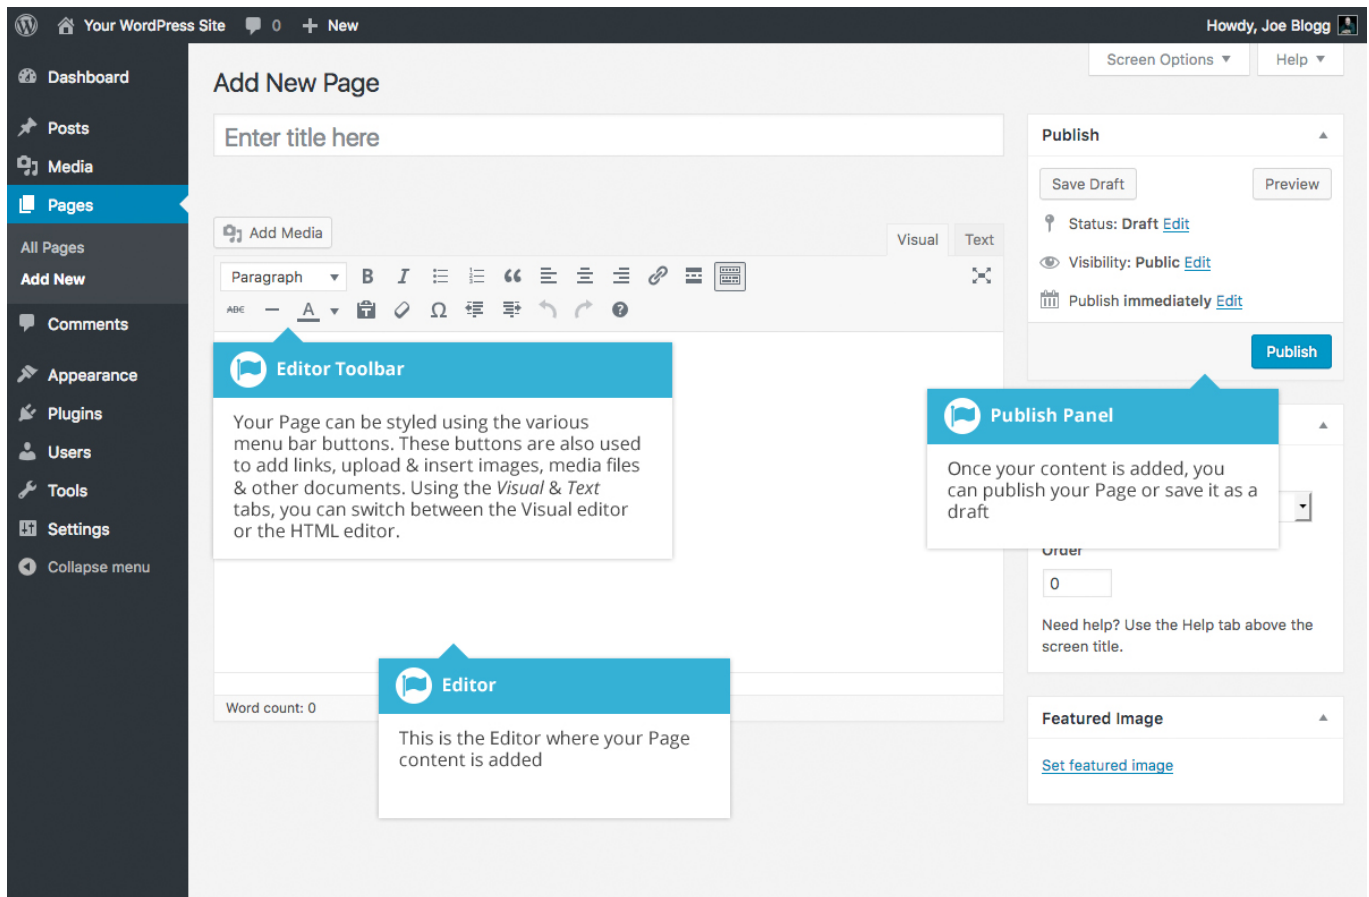 Your WordPress Site 0 New Howdy, Joe Blogg
Dashboard
Posts
Media
Pages
All Pages
Add New
Comments
Appearance
Plugins
Users
Tools
Settings
Collapse menu
Screen Options Help
Add New Page
Enter title here
Add Media
Visual Text
Paragraph B I
ABE A Ω
Editor Toolbar
Your Page can be styled using the various
menu bar buttons. These buttons are also used
to add links, upload & insert images, media files
& other documents. Using the Visual & Text
tabs, you can switch between the Visual editor
or the HTML editor.
Editor
This is the Editor where your Page
content is added
Word count: 0
Publish
Save Draft Preview
Status: Draft Edit
Visibility: Public Edit
Publish immediately Edit
Publish
Publish Panel
Once your content is added, you
can publish your Page or save it as a
draft
Order
0
Need help? Use the Help tab above the
screen title.
Featured Image
Set featured image